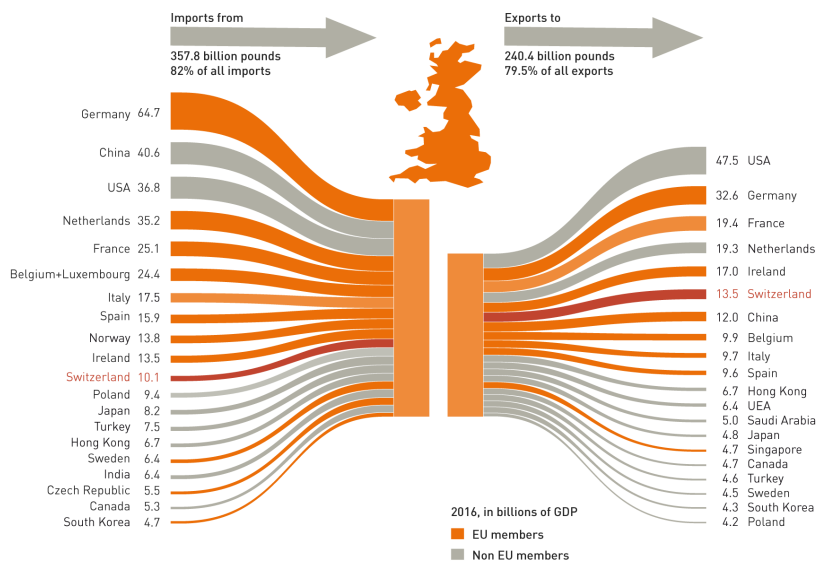 Imports from
357.8 billion pounds
82% of all imports
Exports to
240.4 billion pounds
79.5% of all exports
Germany 64.7
China 40.6
USA 36.8
Netherlands 35.2
France 25.1
Belgium+Luxembourg 24.4
Italy 17.5
Spain 15.9
Norway 13.8
Ireland 13.5
Switzerland 10.1
Poland 9.4
Japan 8.2
Turkey 7.5
Hong Kong 6.7
Sweden 6.4
India 6.4
Czech Republic 5.5
Canada 5.3
South Korea 4.7
47.5 USA
32.6 Germany
19.4 France
19.3 Netherlands
17.0 Ireland
13.5 Switzerland
12.0 China
9.9 Belgium
9.7 Italy
9.6 Spain
6.7 Hong Kong
6.4 UEA
5.0 Saudi Arabia
4.8 Japan
4.7 Singapore
4.7 Canada
4.6 Turkey
4.5 Sweden
4.3 South Korea
4.2 Poland
2016, in billions of GDP
EU members
Non EU members